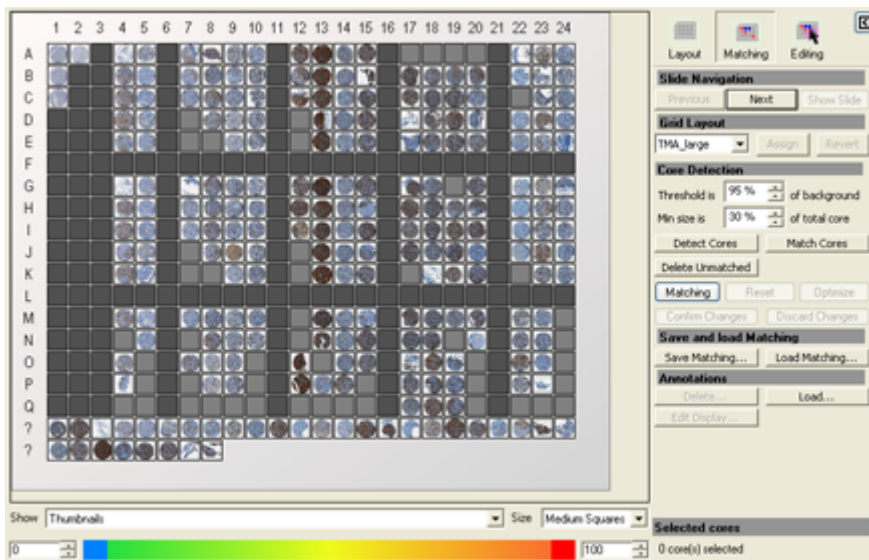 1 2 3 4 5 6 7 8 9 10 11 12 13 14 15 16 17 18 19 20 21 22 23 24
A
B
C
D
E
F
G
H
I
J
K
L
M
N
O
P
Q
?
?
Show Thumbnails Size Medium Squares
0 100
Layout Matching Editing
Slide Navigation
Previous Next Show Slide
Grid Layout
TMA_large Assign Revert
Core Detection
Threshold is 95 % of background
Min size is 30 % of total core
Detect Cores Match Cores
Delete Unmatched
Matching Reset Optimize
Confirm Changes Discard Changes
Save and load Matching
Save Matching... Load Matching...
Annotations
Delete... Load...
Edit Display...
Selected cores
0 core(s) selected